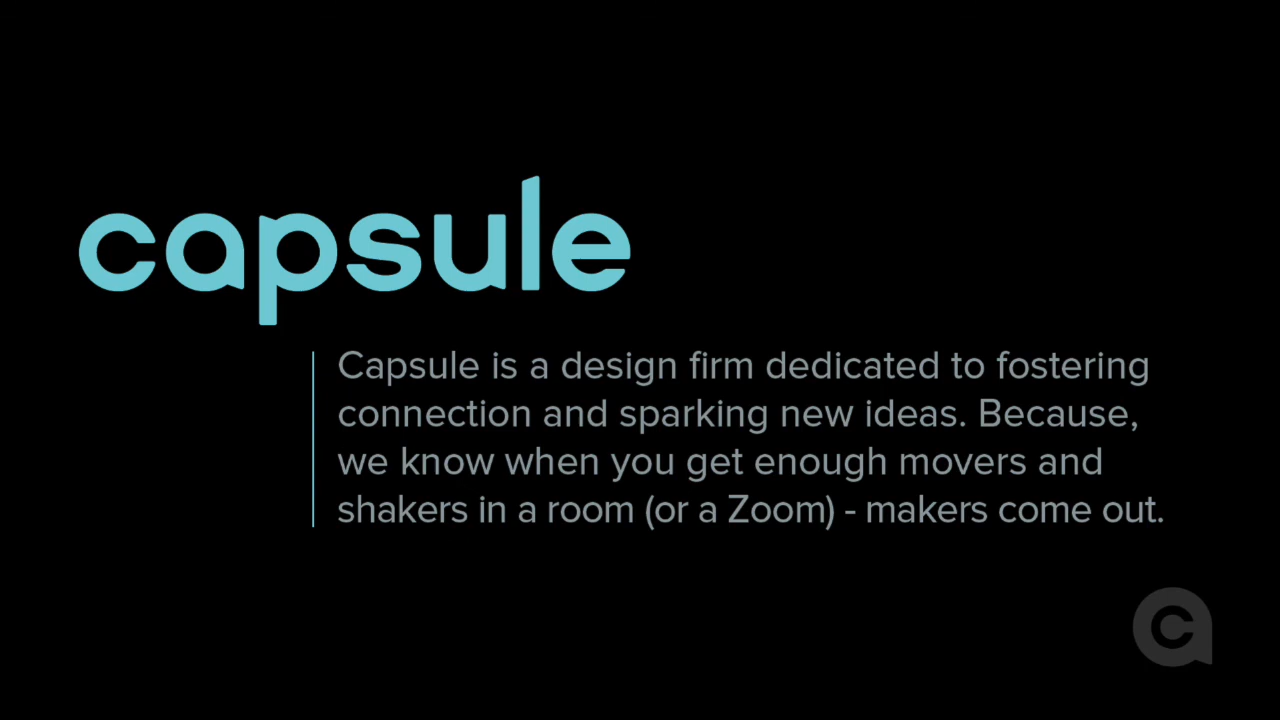 capsule
Capsule is a design firm dedicated to fostering
connection and sparking new ideas. Because,
we know when you get enough movers and
shakers in a room (or a Zoom) - makers come out.
c